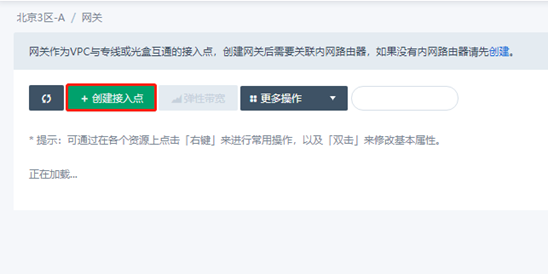 北京3区-A / 网关
网关作为VPC与专线或光盒互通的接入点，创建网关后需要关联内网路由器，如果没有内网路由器请先创建。
+ 创建接入点 弹性带宽 更多操作
* 提示：可通过在各个资源上点击「右键」来进行常用操作，以及「双击」来修改基本属性。
正在加载...